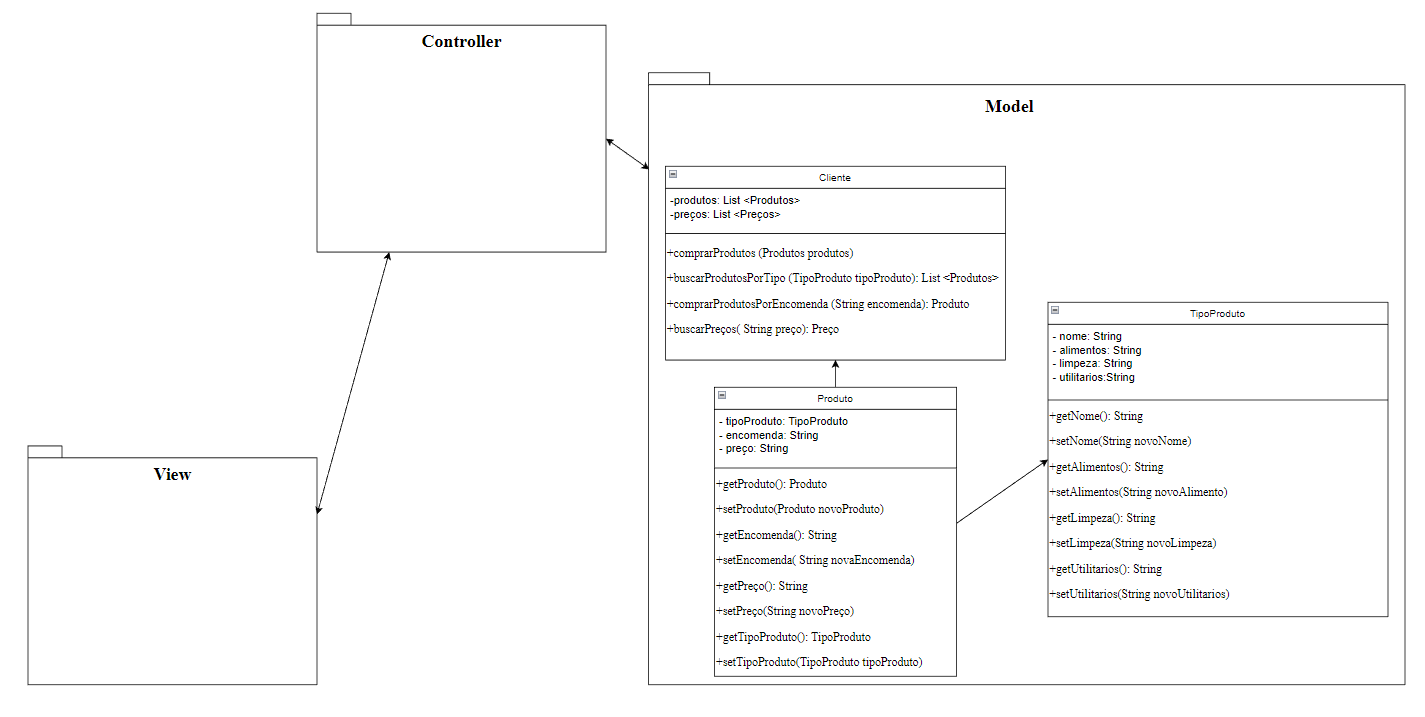 Controller
Model
Cliente
-produtos: List <Produtos>
-preços: List <Preços>
+comprarProdutos (Produtos produtos)
+buscarProdutosPorTipo (TipoProduto tipoProduto): List <Produtos>
+comprarProdutosPorEncomenda (String encomenda): Produto
+buscarPreços( String preço): Preço
TipoProduto
- nome: String
- alimentos: String
- limpeza: String
- utilitarios:String
+getNome(): String
+setNome(String novoNome)
+getAlimentos(): String
+setAlimentos(String novoAlimento)
+getLimpeza(): String
+setLimpeza(String novoLimpeza)
+getUtilitarios(): String
+setUtilitarios(String novoUtilitarios)
Produto
- tipoProduto: TipoProduto
- encomenda: String
- preço: String
+getProduto(): Produto
+setProduto(Produto novoProduto)
+getEncomenda(): String
+setEncomenda( String novaEncomenda)
+getPreço(): String
+setPreço(String novoPreço)
+getTipoProduto(): TipoProduto
+setTipoProduto(TipoProduto tipoProduto)
View